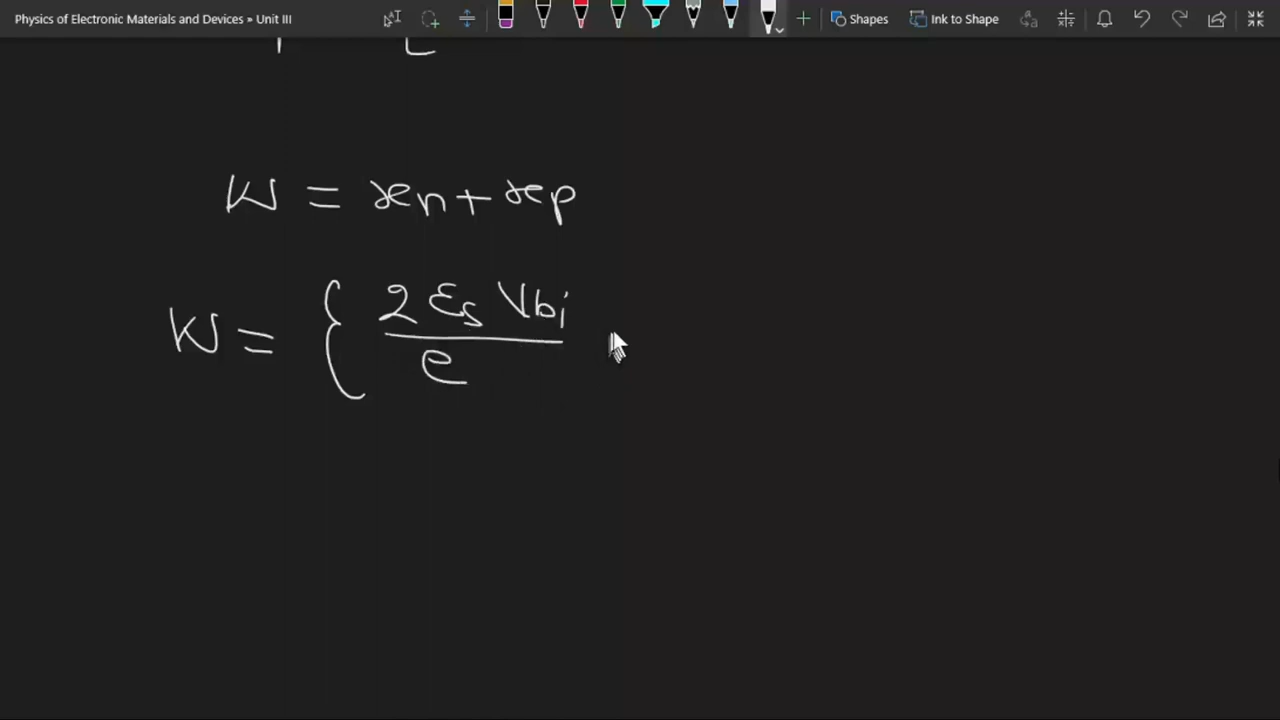 Physics of Electronic Materials and Devices » Unit III Shapes Ink to Shape
W = xn + xp
W = { 2 εs Vbi / e